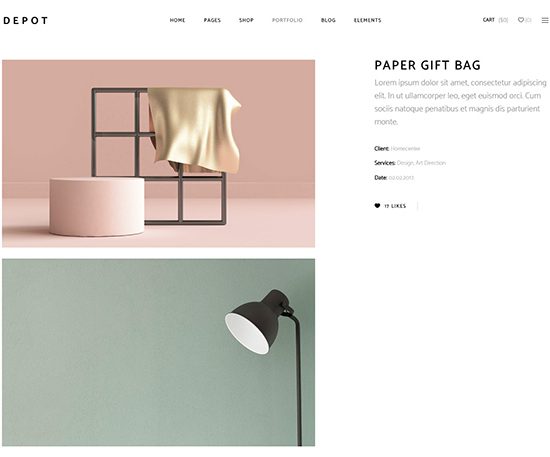 DEPOT
HOME PAGES SHOP PORTFOLIO BLOG ELEMENTS
CART ($0) (0)
PAPER GIFT BAG
Lorem ipsum dolor sit amet, consectetur adipiscing
elit. In ut ullamcorper leo, eget euismod orci. Cum
sociis natoque penatibus et magnis dis parturient
monte.
Client: Homecenter
Services: Design, Art Direction
Date: 02.02.2017.
17 LIKES